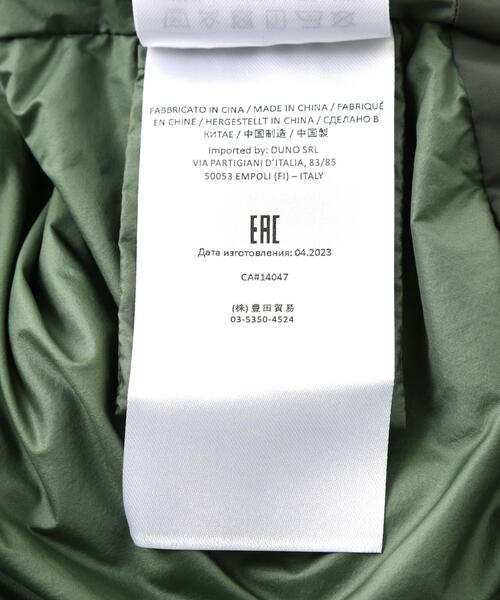 FABBRICATO IN CINA / MADE IN CHINA / FABRIQUÉ
EN CHINE / HERGESTELLT IN CHINA / СДЕЛАНО В
КИТАЕ / 中国制造 / 中国製
Imported by: DUNO SRL
VIA PARTIGIANI D'ITALIA, 83/85
50053 EMPOLI (FI) – ITALY
EAC
Дата изготовления: 04.2023
CA#14047
(株) 豊田貿易
03-5350-4524